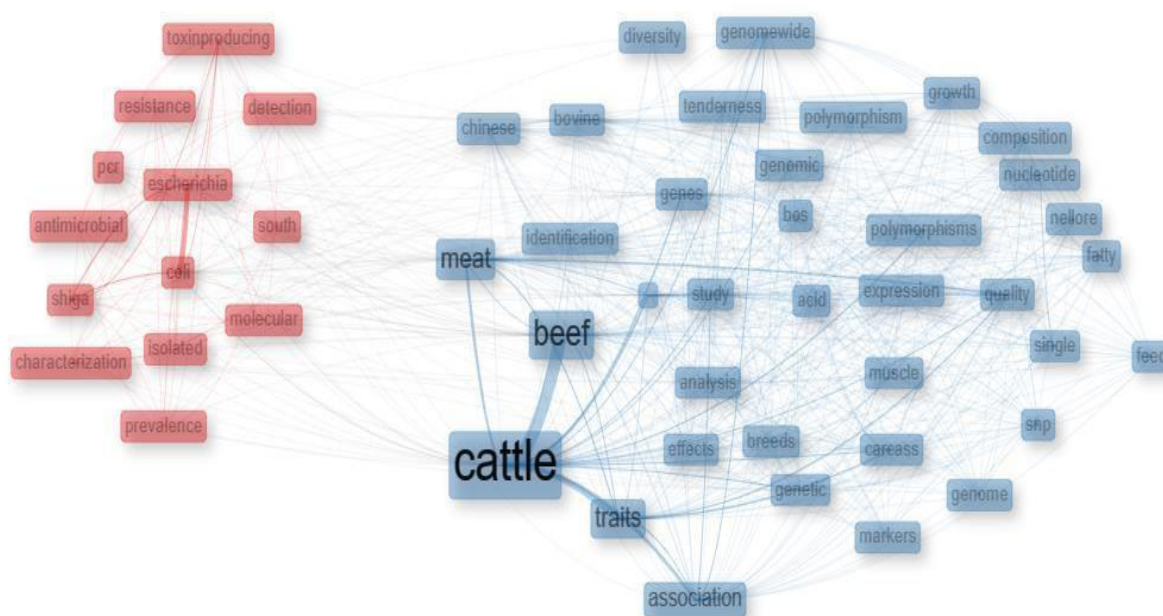 toxinproducing
resistance
detection
pcr
escherichia
antimicrobial
south
coli
shiga
molecular
isolated
characterization
prevalence
diversity
genomewide
growth
tenderness
polymorphism
bovine
chinese
composition
genomic
nucleotide
genes
bos
nellore
polymorphisms
identification
fatty
meat
study
acid
expression
quality
beef
single
feed
muscle
analysis
snp
effects
breeds
carcass
cattle
genetic
genome
traits
markers
association